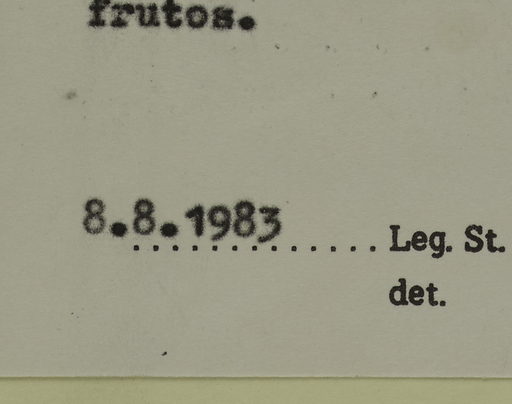 frutos.
8.8.1983 ............. Leg. St.
det.